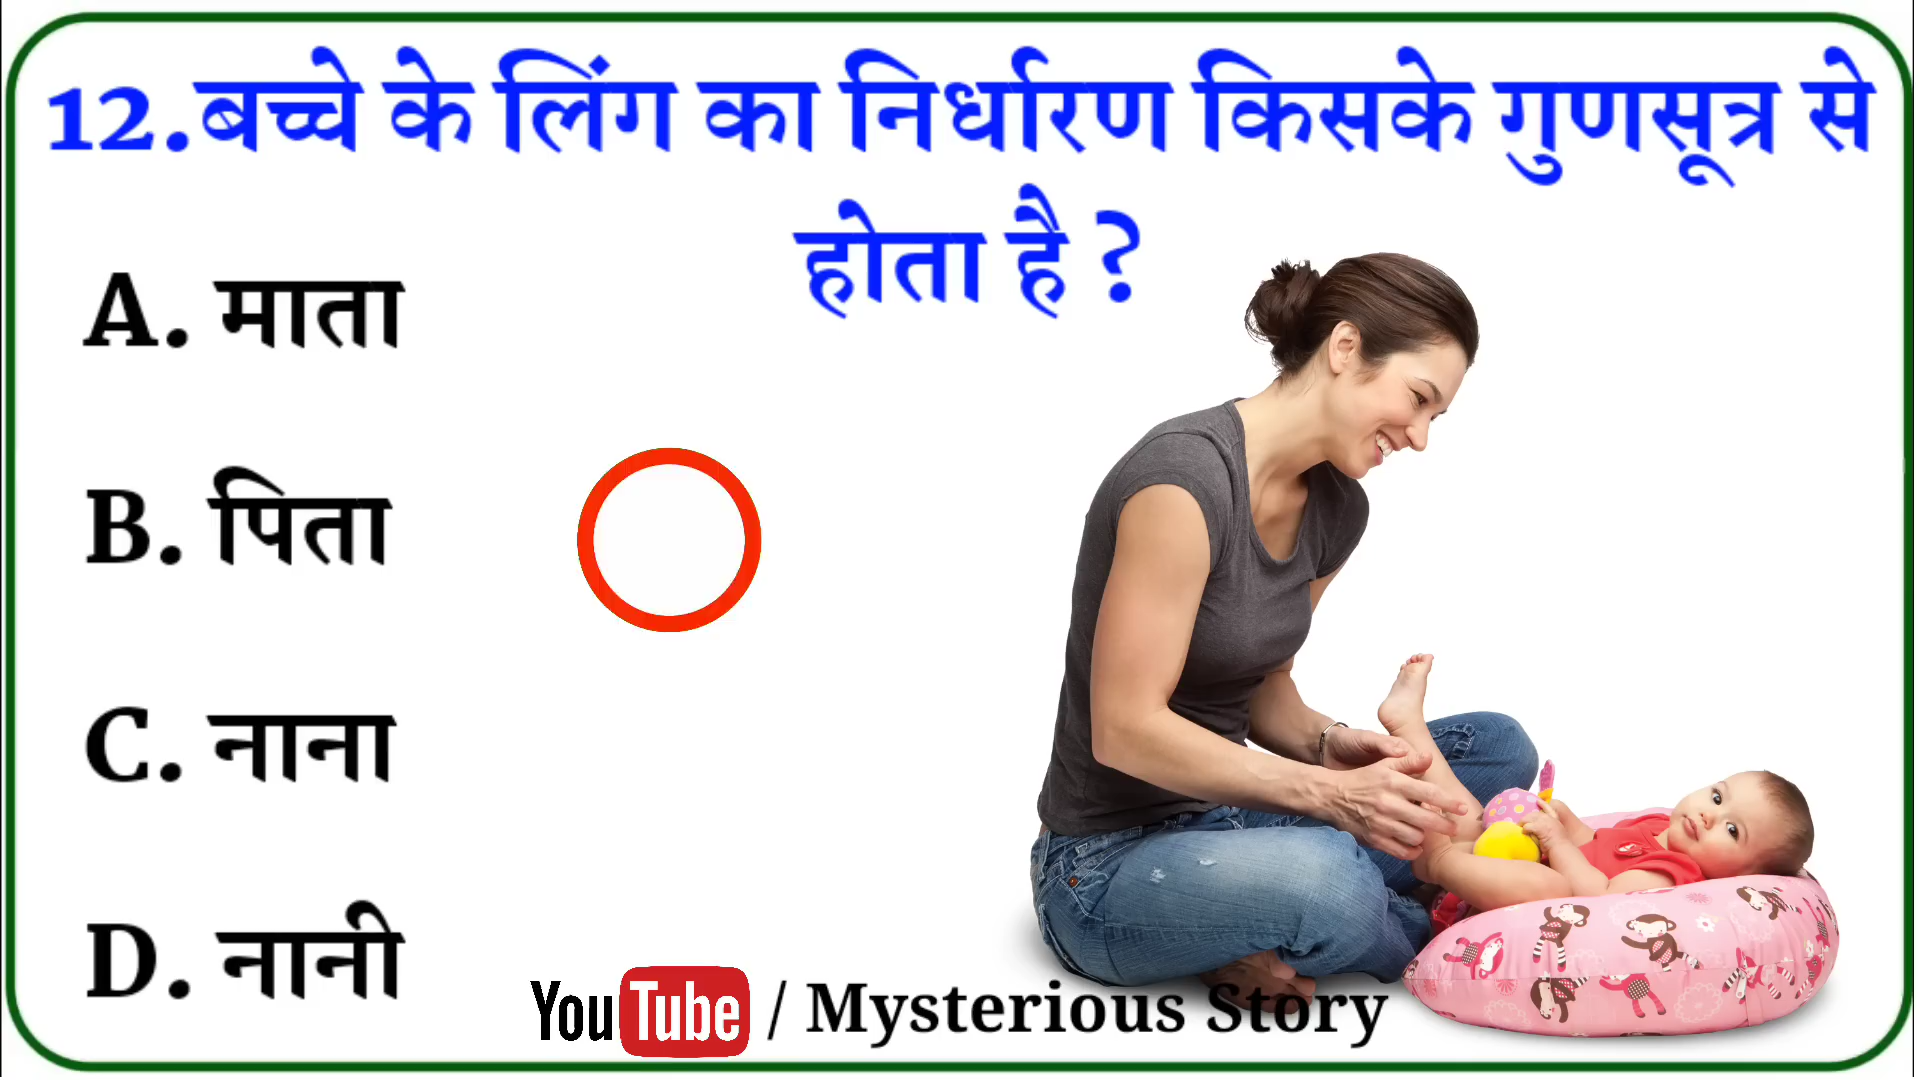 12.बच्चे के लिंग का निर्धारण किसके गुणसूत्र से
होता है ?
A. माता
B. पिता
C. नाना
D. नानी
YouTube / Mysterious Story